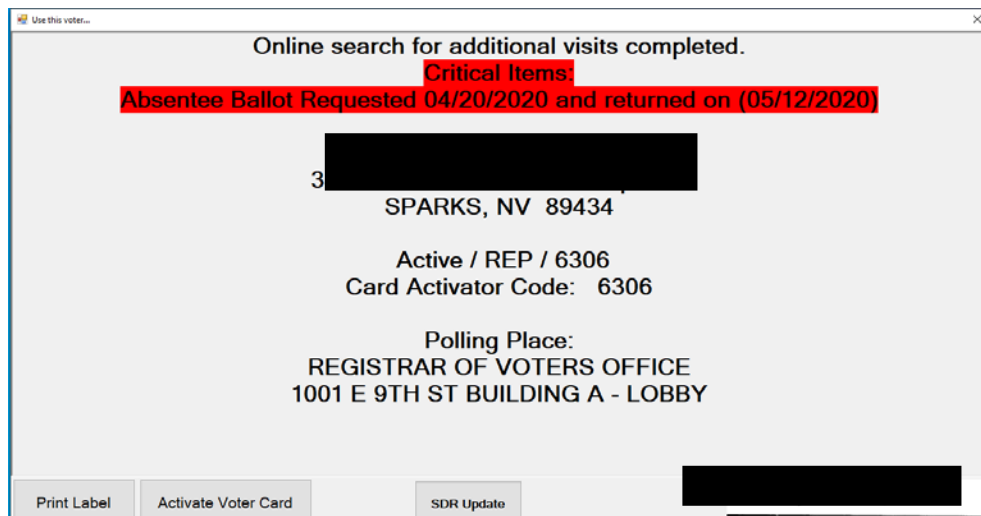 Use this voter...
Online search for additional visits completed.
Critical Items:
Absentee Ballot Requested 04/20/2020 and returned on (05/12/2020)
3
SPARKS, NV 89434
Active / REP / 6306
Card Activator Code: 6306
Polling Place:
REGISTRAR OF VOTERS OFFICE
1001 E 9TH ST BUILDING A - LOBBY
Print Label Activate Voter Card SDR Update